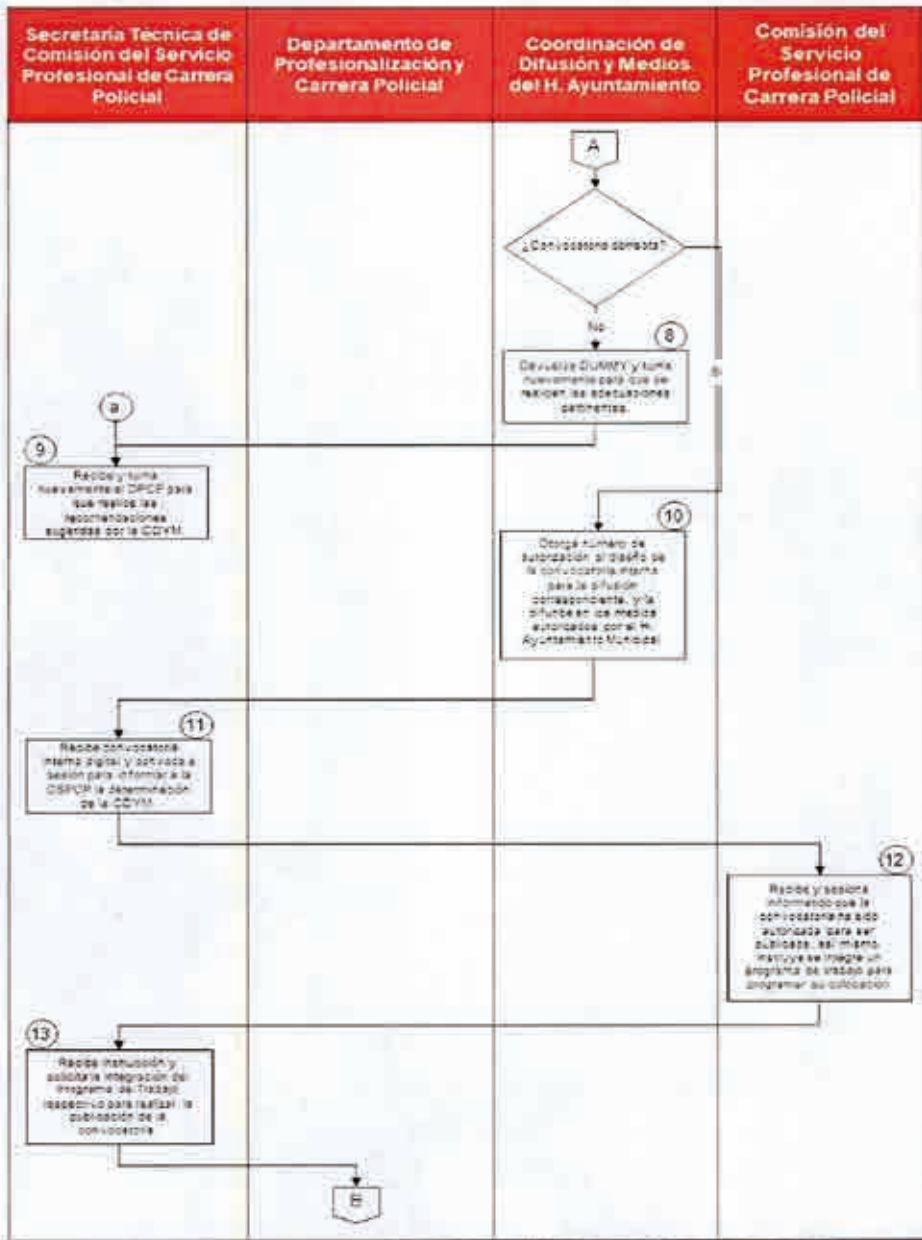 Secretaría Técnica de
Comisión del Servicio
Profesional de Carrera
Policial
Departamento de
Profesionalización y
Carrera Policial
Coordinación de
Difusión y Medios
del H. Ayuntamiento
Comisión del
Servicio
Profesional de
Carrera Policial
A
¿Convocatoria correcta?
No
8
Devuelve DUMMY y turna
nuevamente para que se
realicen las adecuaciones
pertinentes.
a
9
Recibe y turna
nuevamente al DPCP para
que realice las
recomendaciones
sugeridas por la CDYM
10
Otorga número de
autorización al diseño de
la convocatoria interna
para la difusión
correspondiente, y la
difunde en los medios
autorizados por el H.
Ayuntamiento Municipal
11
Recibe convocatoria
interna digital y convoca a
sesión para informar a la
CSPCP la determinación
de la CDYM
12
Recibe y sesiona
informando que la
convocatoria ha sido
autorizada para ser
publicada, así mismo,
instruye se integre un
programa de trabajo para
programar su colocación
13
Recibe instrucción y
solicita la integración del
Programa de Trabajo
respectivo para realizar la
publicación de la
convocatoria
B